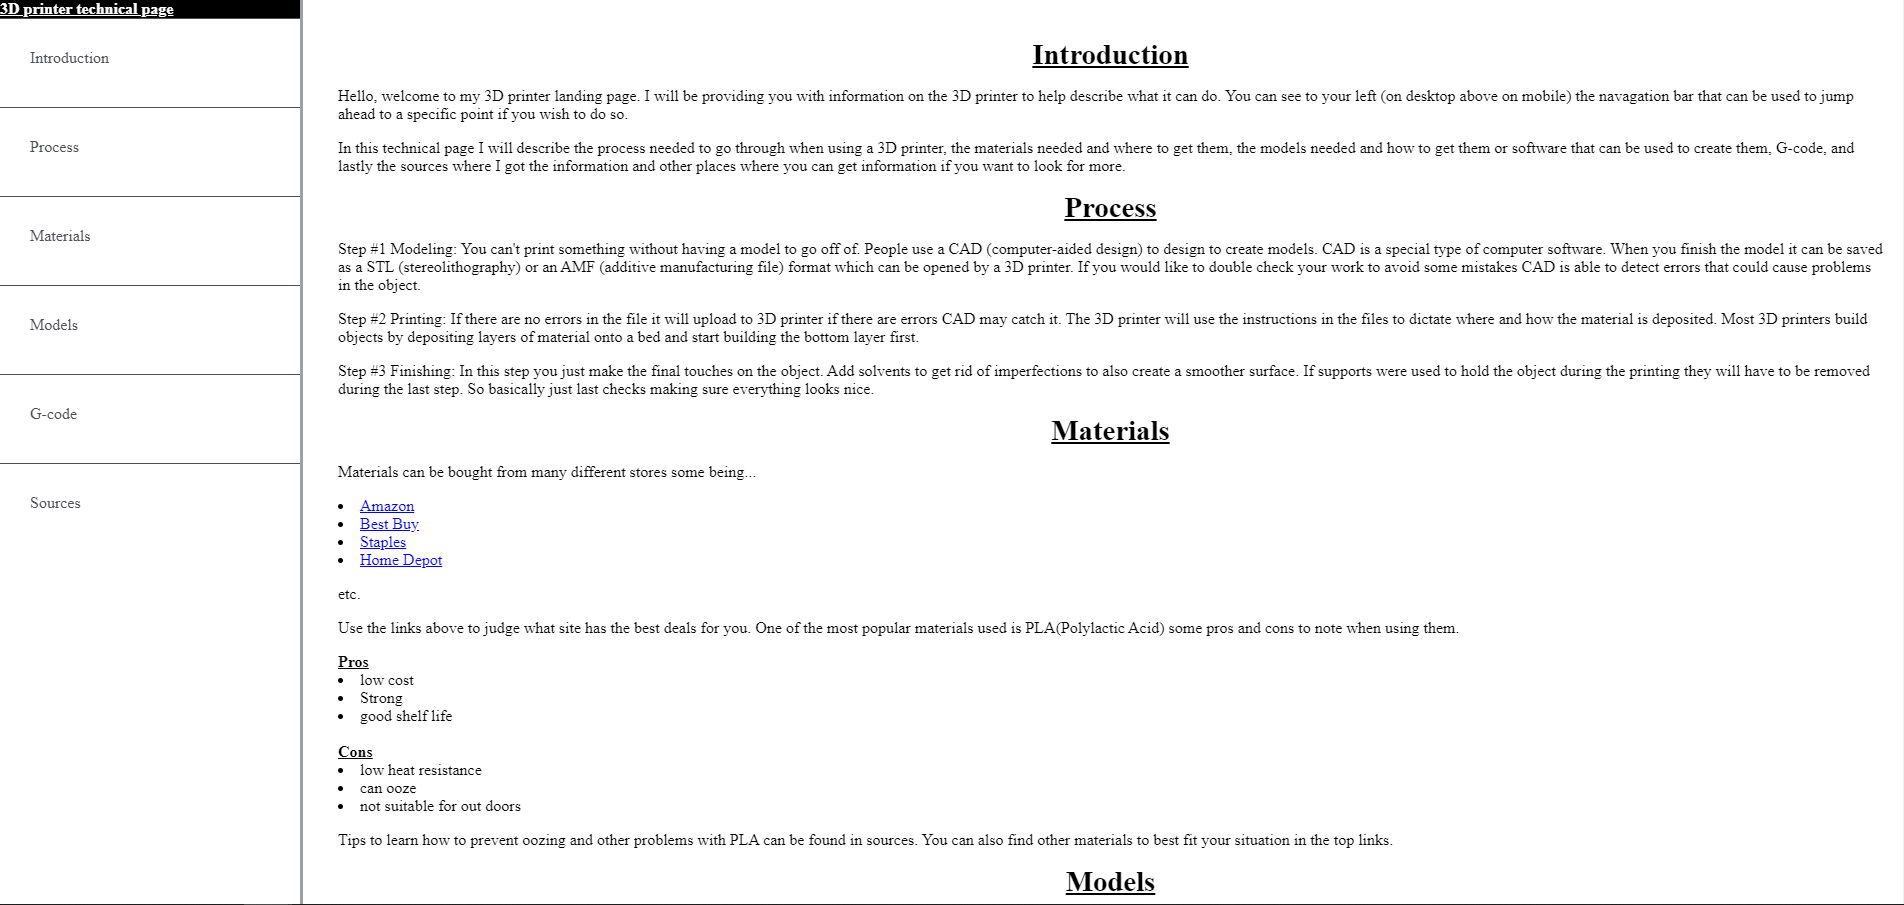 3D printer technical page
Introduction
Process
Materials
Models
G-code
Sources
Introduction
Hello, welcome to my 3D printer landing page. I will be providing you with information on the 3D printer to help describe what it can do. You can see to your left (on desktop above on mobile) the navagation bar that can be used to jump
ahead to a specific point if you wish to do so.
In this technical page I will describe the process needed to go through when using a 3D printer, the materials needed and where to get them, the models needed and how to get them or software that can be used to create them, G-code, and
lastly the sources where I got the information and other places where you can get information if you want to look for more.
Process
Step #1 Modeling: You can't print something without having a model to go off of. People use a CAD (computer-aided design) to design to create models. CAD is a special type of computer software. When you finish the model it can be saved
as a STL (stereolithography) or an AMF (additive manufacturing file) format which can be opened by a 3D printer. If you would like to double check your work to avoid some mistakes CAD is able to detect errors that could cause problems
in the object.
Step #2 Printing: If there are no errors in the file it will upload to 3D printer if there are errors CAD may catch it. The 3D printer will use the instructions in the files to dictate where and how the material is deposited. Most 3D printers build
objects by depositing layers of material onto a bed and start building the bottom layer first.
Step #3 Finishing: In this step you just make the final touches on the object. Add solvents to get rid of imperfections to also create a smoother surface. If supports were used to hold the object during the printing they will have to be removed
during the last step. So basically just last checks making sure everything looks nice.
Materials
Materials can be bought from many different stores some being...
Amazon
Best Buy
Staples
Home Depot
etc.
Use the links above to judge what site has the best deals for you. One of the most popular materials used is PLA(Polylactic Acid) some pros and cons to note when using them.
Pros
low cost
Strong
good shelf life
Cons
low heat resistance
can ooze
not suitable for out doors
Tips to learn how to prevent oozing and other problems with PLA can be found in sources. You can also find other materials to best fit your situation in the top links.
Models